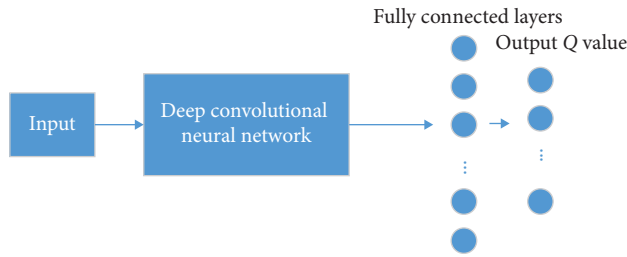 Fully connected layers
Output Q value
Input
Deep convolutional
neural network